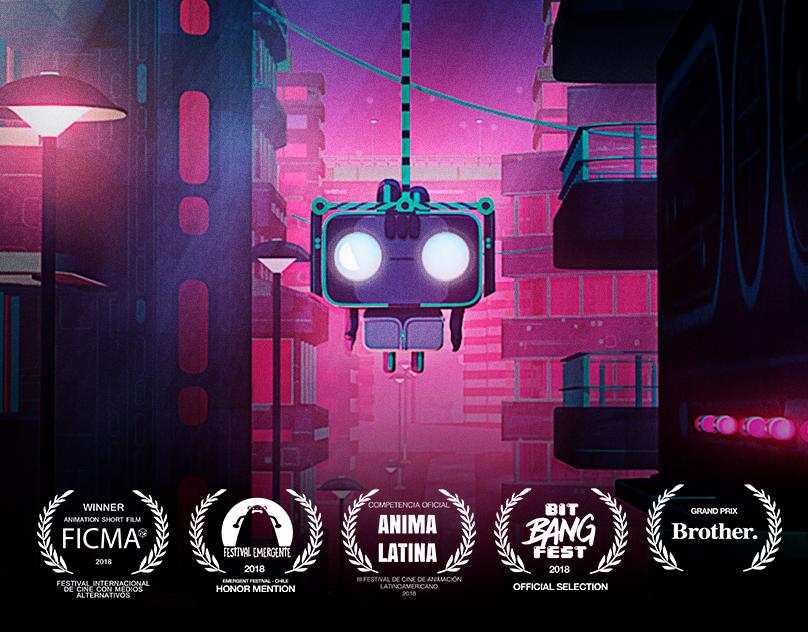 WINNER
ANIMATION SHORT FILM
FICMA
2018
FESTIVAL INTERNACIONAL
DE CINE CON MEDIOS
ALTERNATIVOS
FESTIVAL EMERGENTE
2018
EMERGENT FESTIVAL - CHILE
HONOR MENTION
COMPETENCIA OFICIAL
ANIMA
LATINA
III FESTIVAL DE CINE DE ANIMACIÓN
LATINOAMERICANO
2018
BIT
BANG
FEST
2018
OFFICIAL SELECTION
GRAND PRIX
Brother.